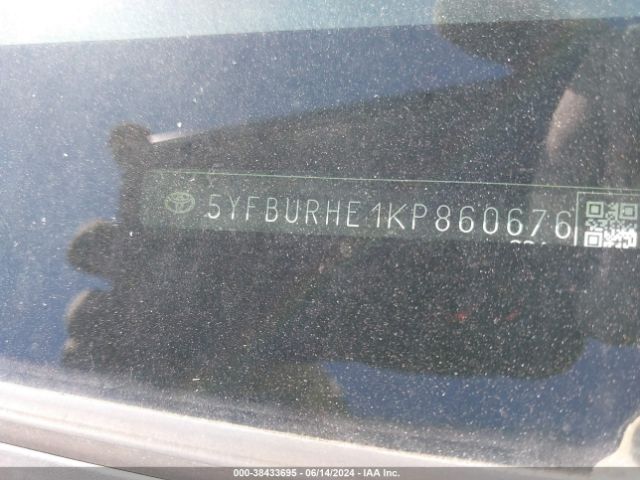 5YFBURHE1KP860676
000-38433695 - 06/14/2024 - IAA Inc.